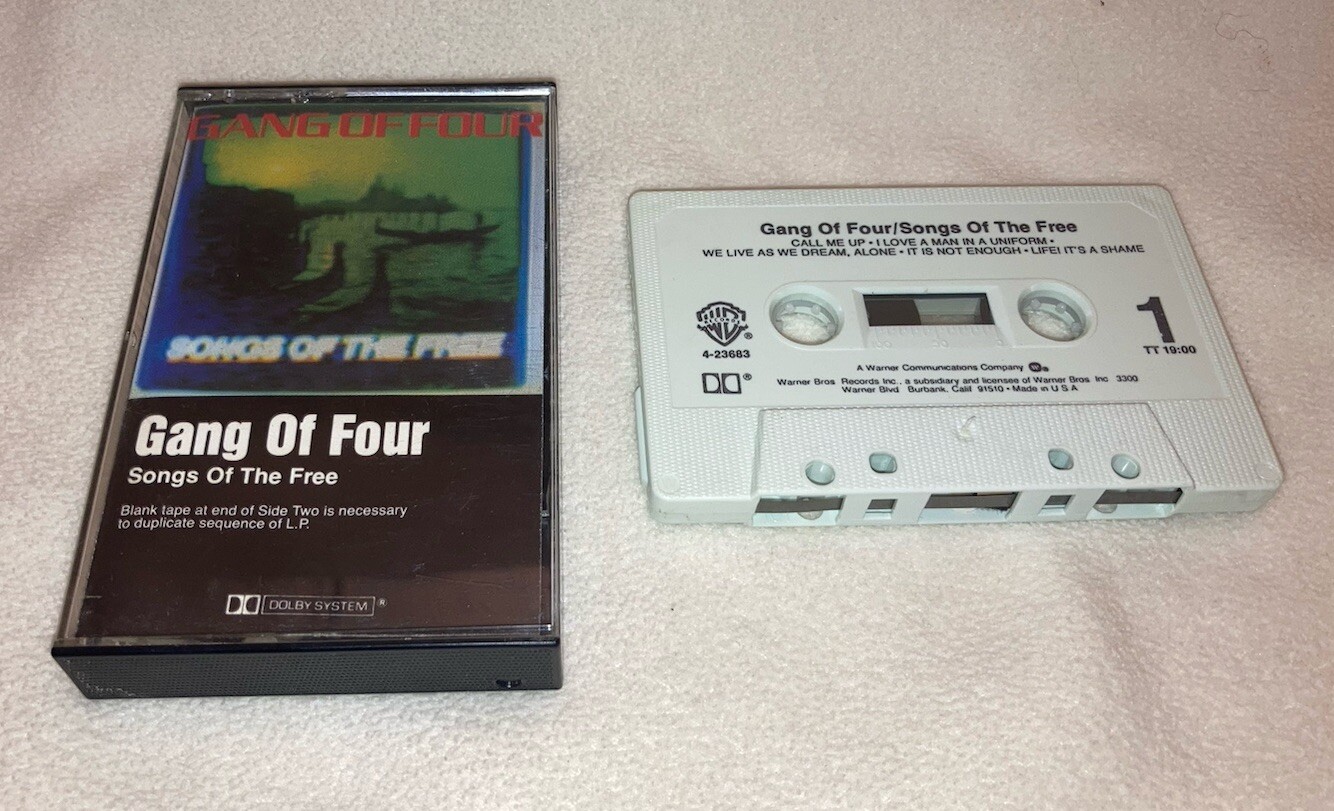 GANG OF FOUR
SONGS OF THE FREE
Gang Of Four
Songs Of The Free
Blank tape at end of Side Two is necessary
to duplicate sequence of L.P.
DOLBY SYSTEM ®
Gang Of Four/Songs Of The Free
CALL ME UP • I LOVE A MAN IN A UNIFORM •
WE LIVE AS WE DREAM, ALONE • IT IS NOT ENOUGH • LIFE! IT'S A SHAME
RECORDS ®
4-23683
®
1
TT 19:00
A Warner Communications Company
Warner Bros Records Inc., a subsidiary and licensee of Warner Bros Inc 3300
Warner Blvd Burbank, Calif 91510 • Made in U S A